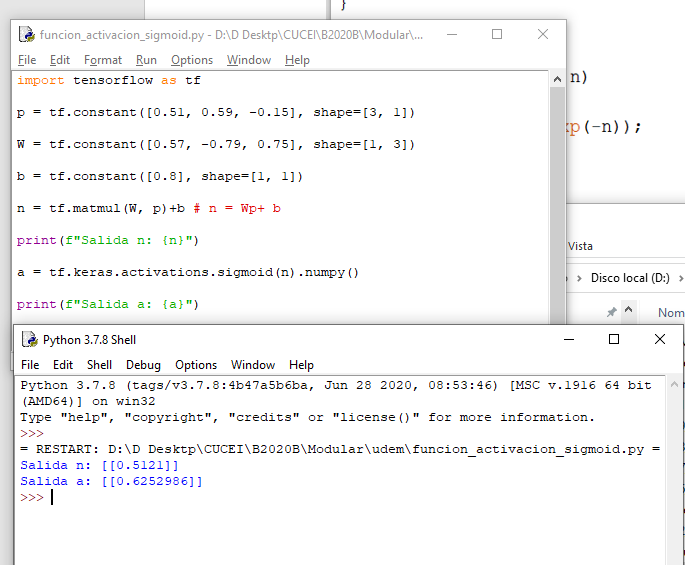 }
funcion_activacion_sigmoid.py - D:\D Desktp\CUCEI\B2020B\Modular\...
File Edit Format Run Options Window Help
import tensorflow as tf
n)
p = tf.constant([0.51, 0.59, -0.15], shape=[3, 1])
xp(-n));
W = tf.constant([0.57, -0.79, 0.75], shape=[1, 3])
b = tf.constant([0.8], shape=[1, 1])
n = tf.matmul(W, p)+b # n = Wp+ b
print(f"Salida n: {n}")
Vista
a = tf.keras.activations.sigmoid(n).numpy()
> Disco local (D:) >
print(f"Salida a: {a}")
Nom
Python 3.7.8 Shell
File Edit Shell Debug Options Window Help
Python 3.7.8 (tags/v3.7.8:4b47a5b6ba, Jun 28 2020, 08:53:46) [MSC v.1916 64 bit
(AMD64)] on win32
Type "help", "copyright", "credits" or "license()" for more information.
>>>
= RESTART: D:\D Desktp\CUCEI\B2020B\Modular\udem\funcion_activacion_sigmoid.py =
Salida n: [[0.5121]]
Salida a: [[0.6252986]]
>>>